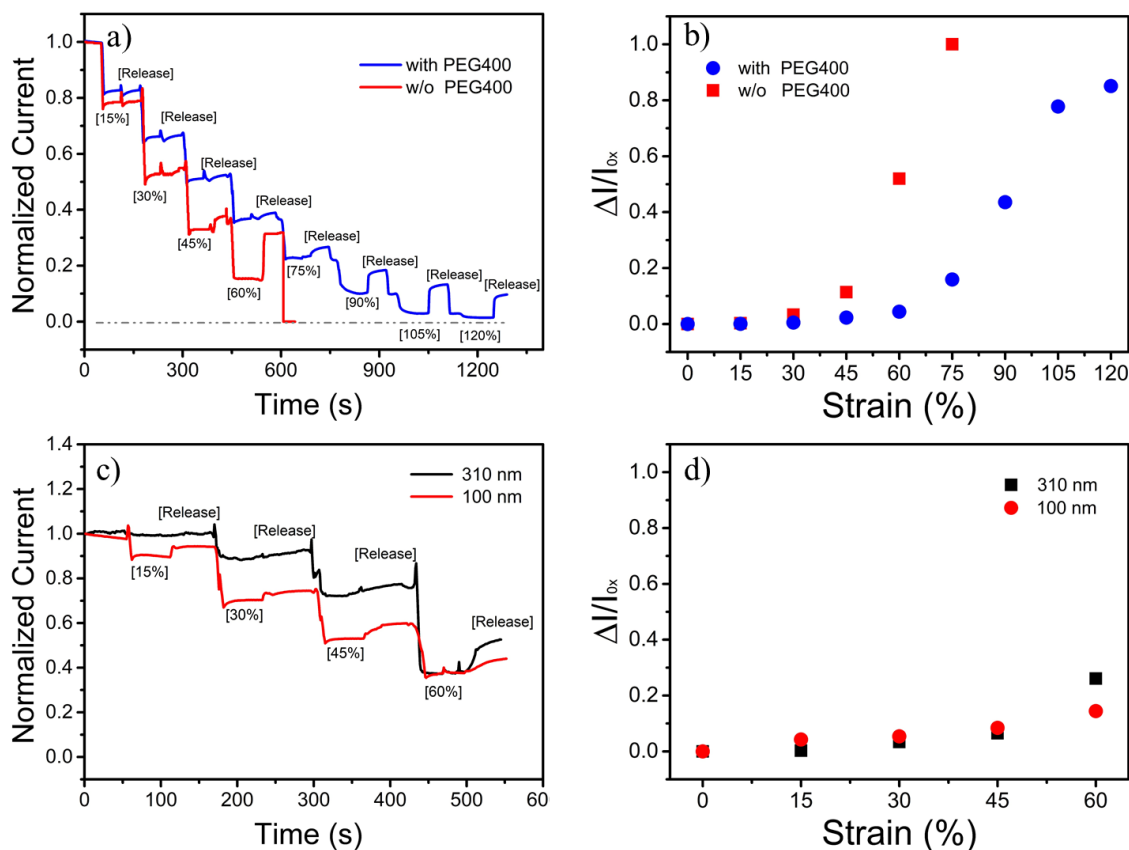 a)
with PEG400
w/o PEG400
[Release]
[Release]
[Release]
[Release]
[Release]
[Release]
[Release]
[Release]
[15%]
[30%]
[45%]
[60%]
[75%]
[90%]
[105%]
[120%]
1.0
0.8
0.6
0.4
0.2
0.0
Normalized Current
0 300 600 900 1200
Time (s)
b)
with PEG400
w/o PEG400
1.0
0.8
0.6
0.4
0.2
0.0
ΔI/I0x
0 15 30 45 60 75 90 105 120
Strain (%)
c)
310 nm
100 nm
[Release]
[Release]
[Release]
[Release]
[15%]
[30%]
[45%]
[60%]
1.4
1.2
1.0
0.8
0.6
0.4
0.2
0.0
Normalized Current
0 100 200 300 400 500 60
Time (s)
d)
310 nm
100 nm
1.0
0.8
0.6
0.4
0.2
0.0
ΔI/I0x
0 15 30 45 60
Strain (%)